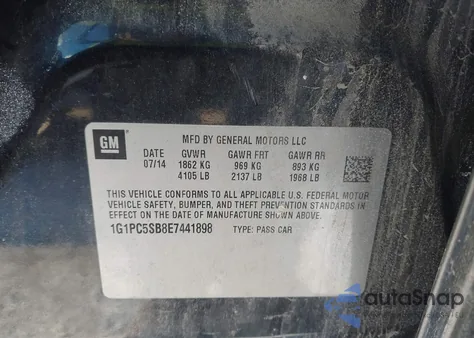 GM
MFD BY GENERAL MOTORS LLC
DATE GVWR GAWR FRT GAWR RR
07/14 1862 KG 969 KG 893 KG
4105 LB 2137 LB 1968 LB
THIS VEHICLE CONFORMS TO ALL APPLICABLE U.S. FEDERAL MOTOR
VEHICLE SAFETY, BUMPER, AND THEFT PREVENTION STANDARDS IN
EFFECT ON THE DATE OF MANUFACTURE SHOWN ABOVE.
1G1PC5SB8E7441898 TYPE: PASS CAR
autoSnap